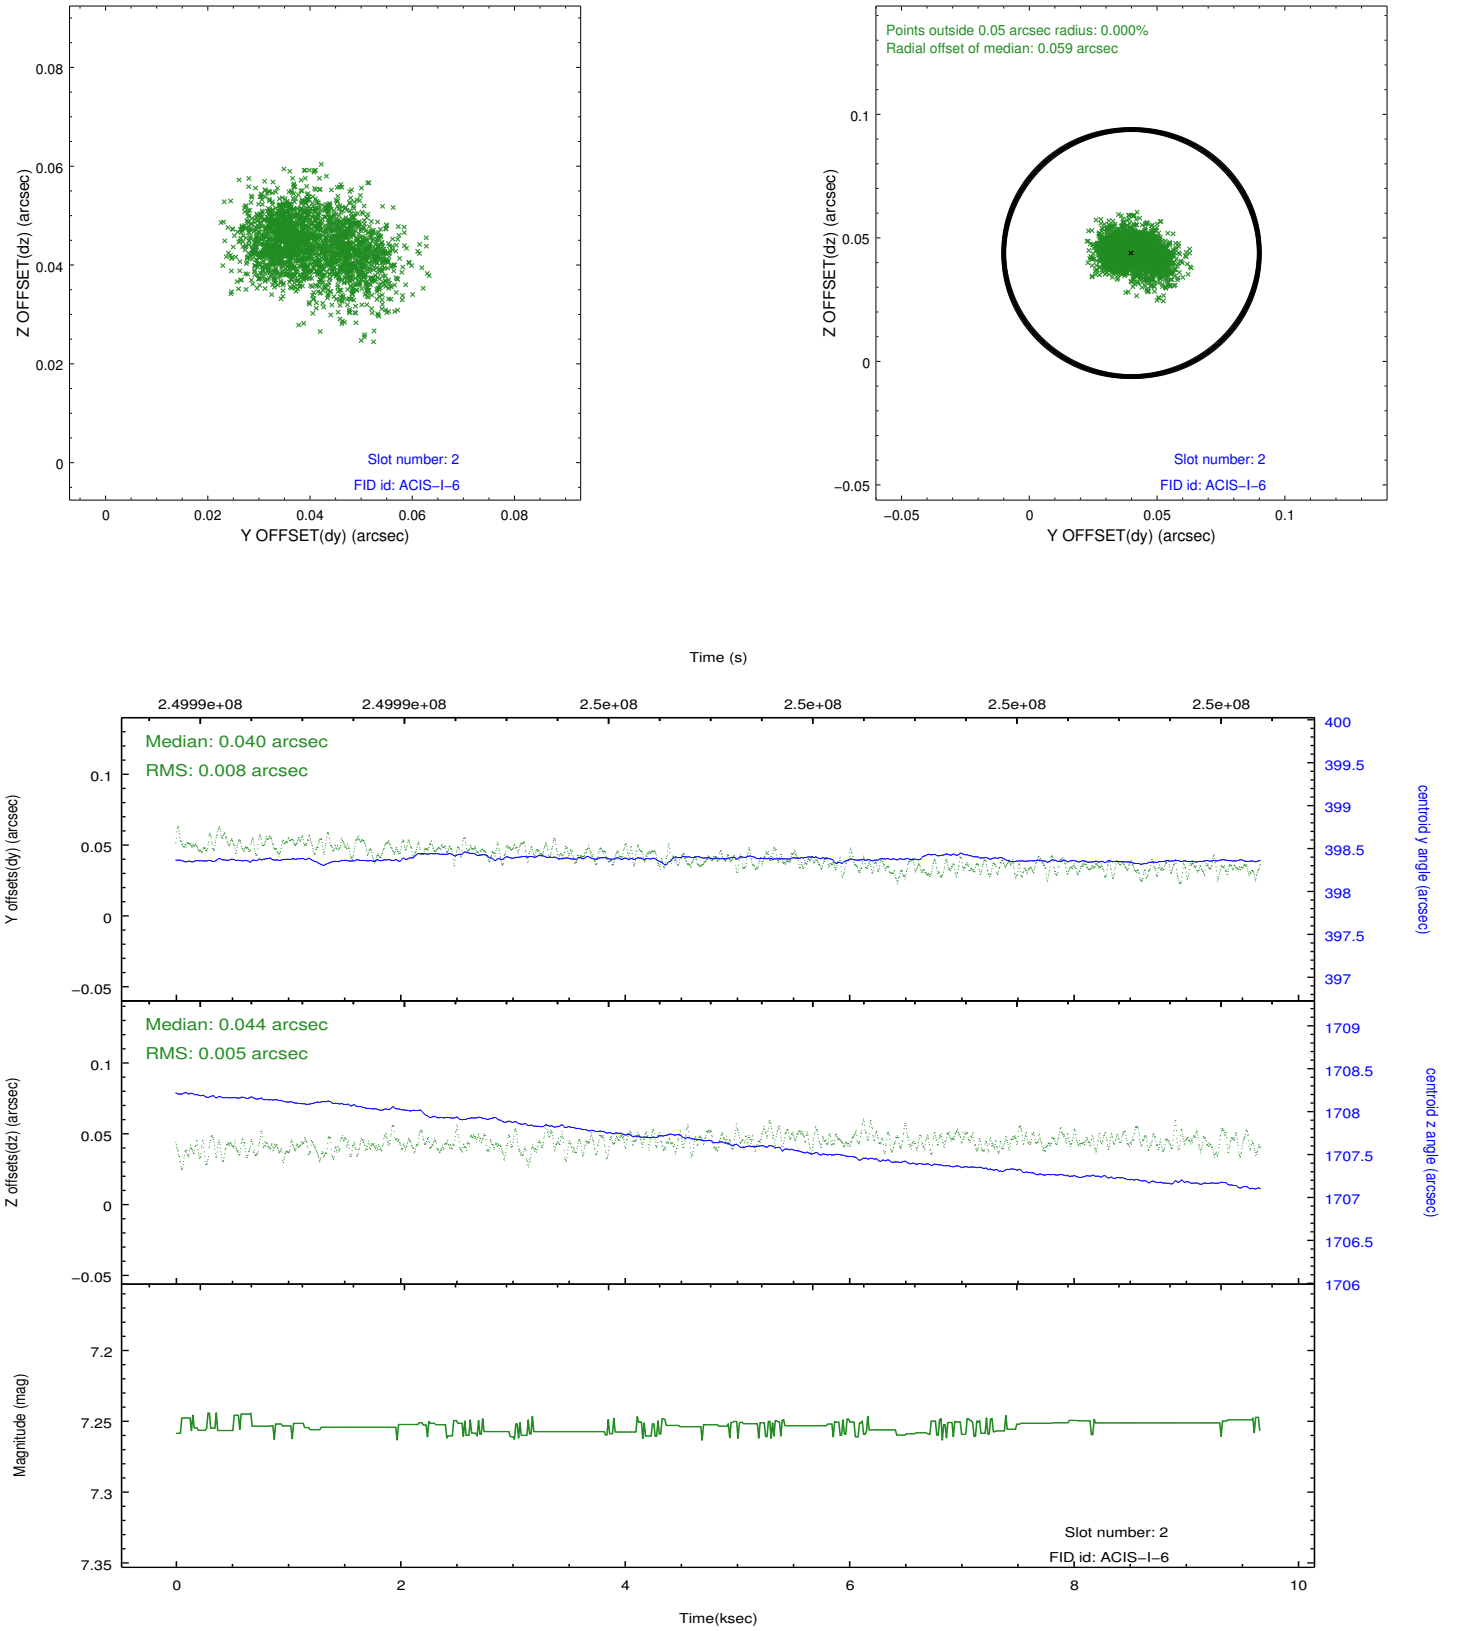 0.08
0.06
0.04
0.02
0
Z OFFSET(dz) (arcsec)
Slot number: 2
FID id: ACIS−I−6
0
0.02
0.04
0.06
0.08
Y OFFSET(dy) (arcsec)
Points outside 0.05 arcsec radius: 0.000%
Radial offset of median: 0.059 arcsec
0.1
0.05
0
−0.05
Z OFFSET(dz) (arcsec)
Slot number: 2
FID id: ACIS−I−6
−0.05
0
0.05
0.1
Y OFFSET(dy) (arcsec)
Time (s)
2.4999e+08
2.4999e+08
2.5e+08
2.5e+08
2.5e+08
2.5e+08
Median: 0.040 arcsec
RMS: 0.008 arcsec
0.1
0.05
0
−0.05
Y offsets(dy) (arcsec)
400
399.5
399
398.5
398
397.5
397
centroid y angle (arcsec)
Median: 0.044 arcsec
RMS: 0.005 arcsec
0.1
0.05
0
−0.05
Z offsets(dz) (arcsec)
1709
1708.5
1708
1707.5
1707
1706.5
1706
centroid z angle (arcsec)
7.2
7.25
7.3
7.35
Magnitude (mag)
Slot number: 2
FID id: ACIS−I−6
0
2
4
6
8
10
Time(ksec)